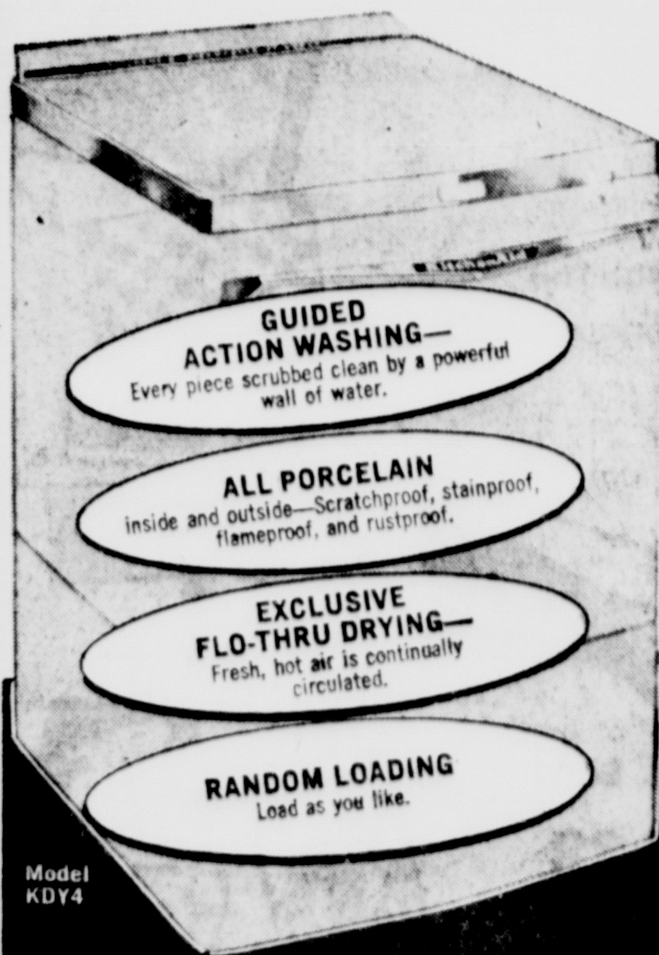 KitchenAid
GUIDED
ACTION WASHING—
Every piece scrubbed clean by a powerful
wall of water.
ALL PORCELAIN
inside and outside—Scratchproof, stainproof,
flameproof, and rustproof.
EXCLUSIVE
FLO-THRU DRYING—
Fresh, hot air is continually
circulated.
RANDOM LOADING
Load as you like.
Model
KDY4